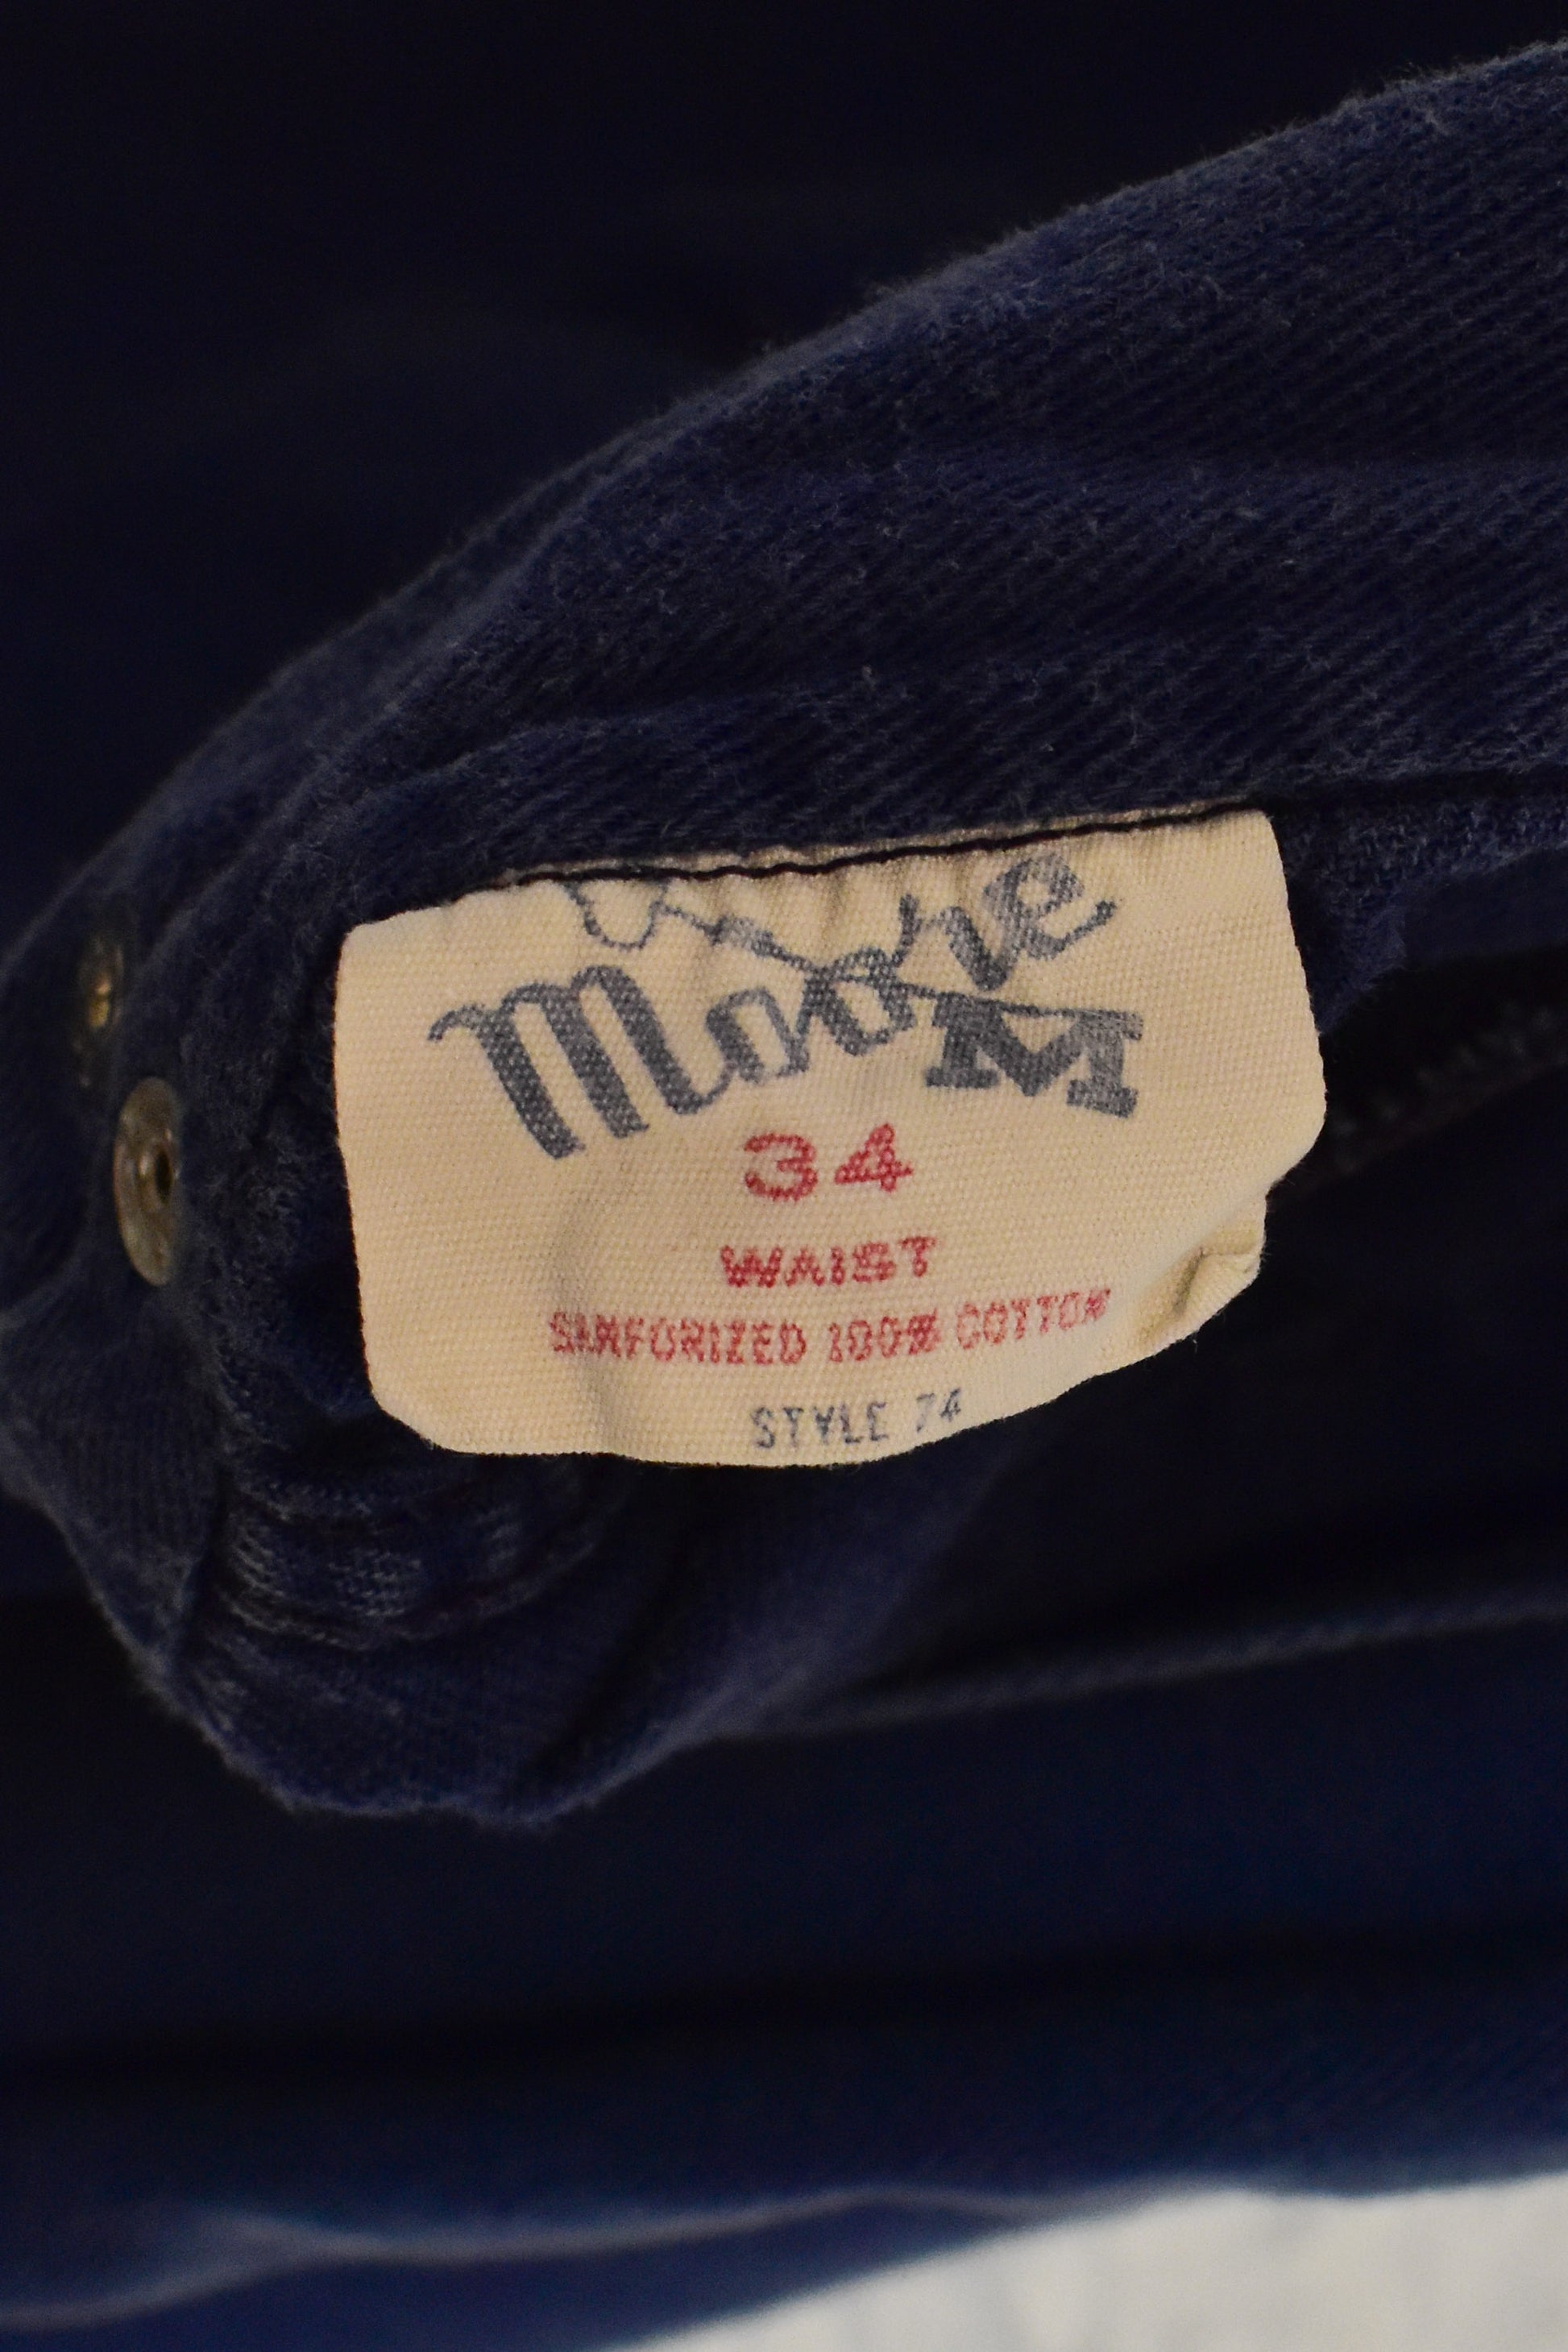 Moore
M
34
WAIST
SANFORIZED 100% COTTON
STYLE 74